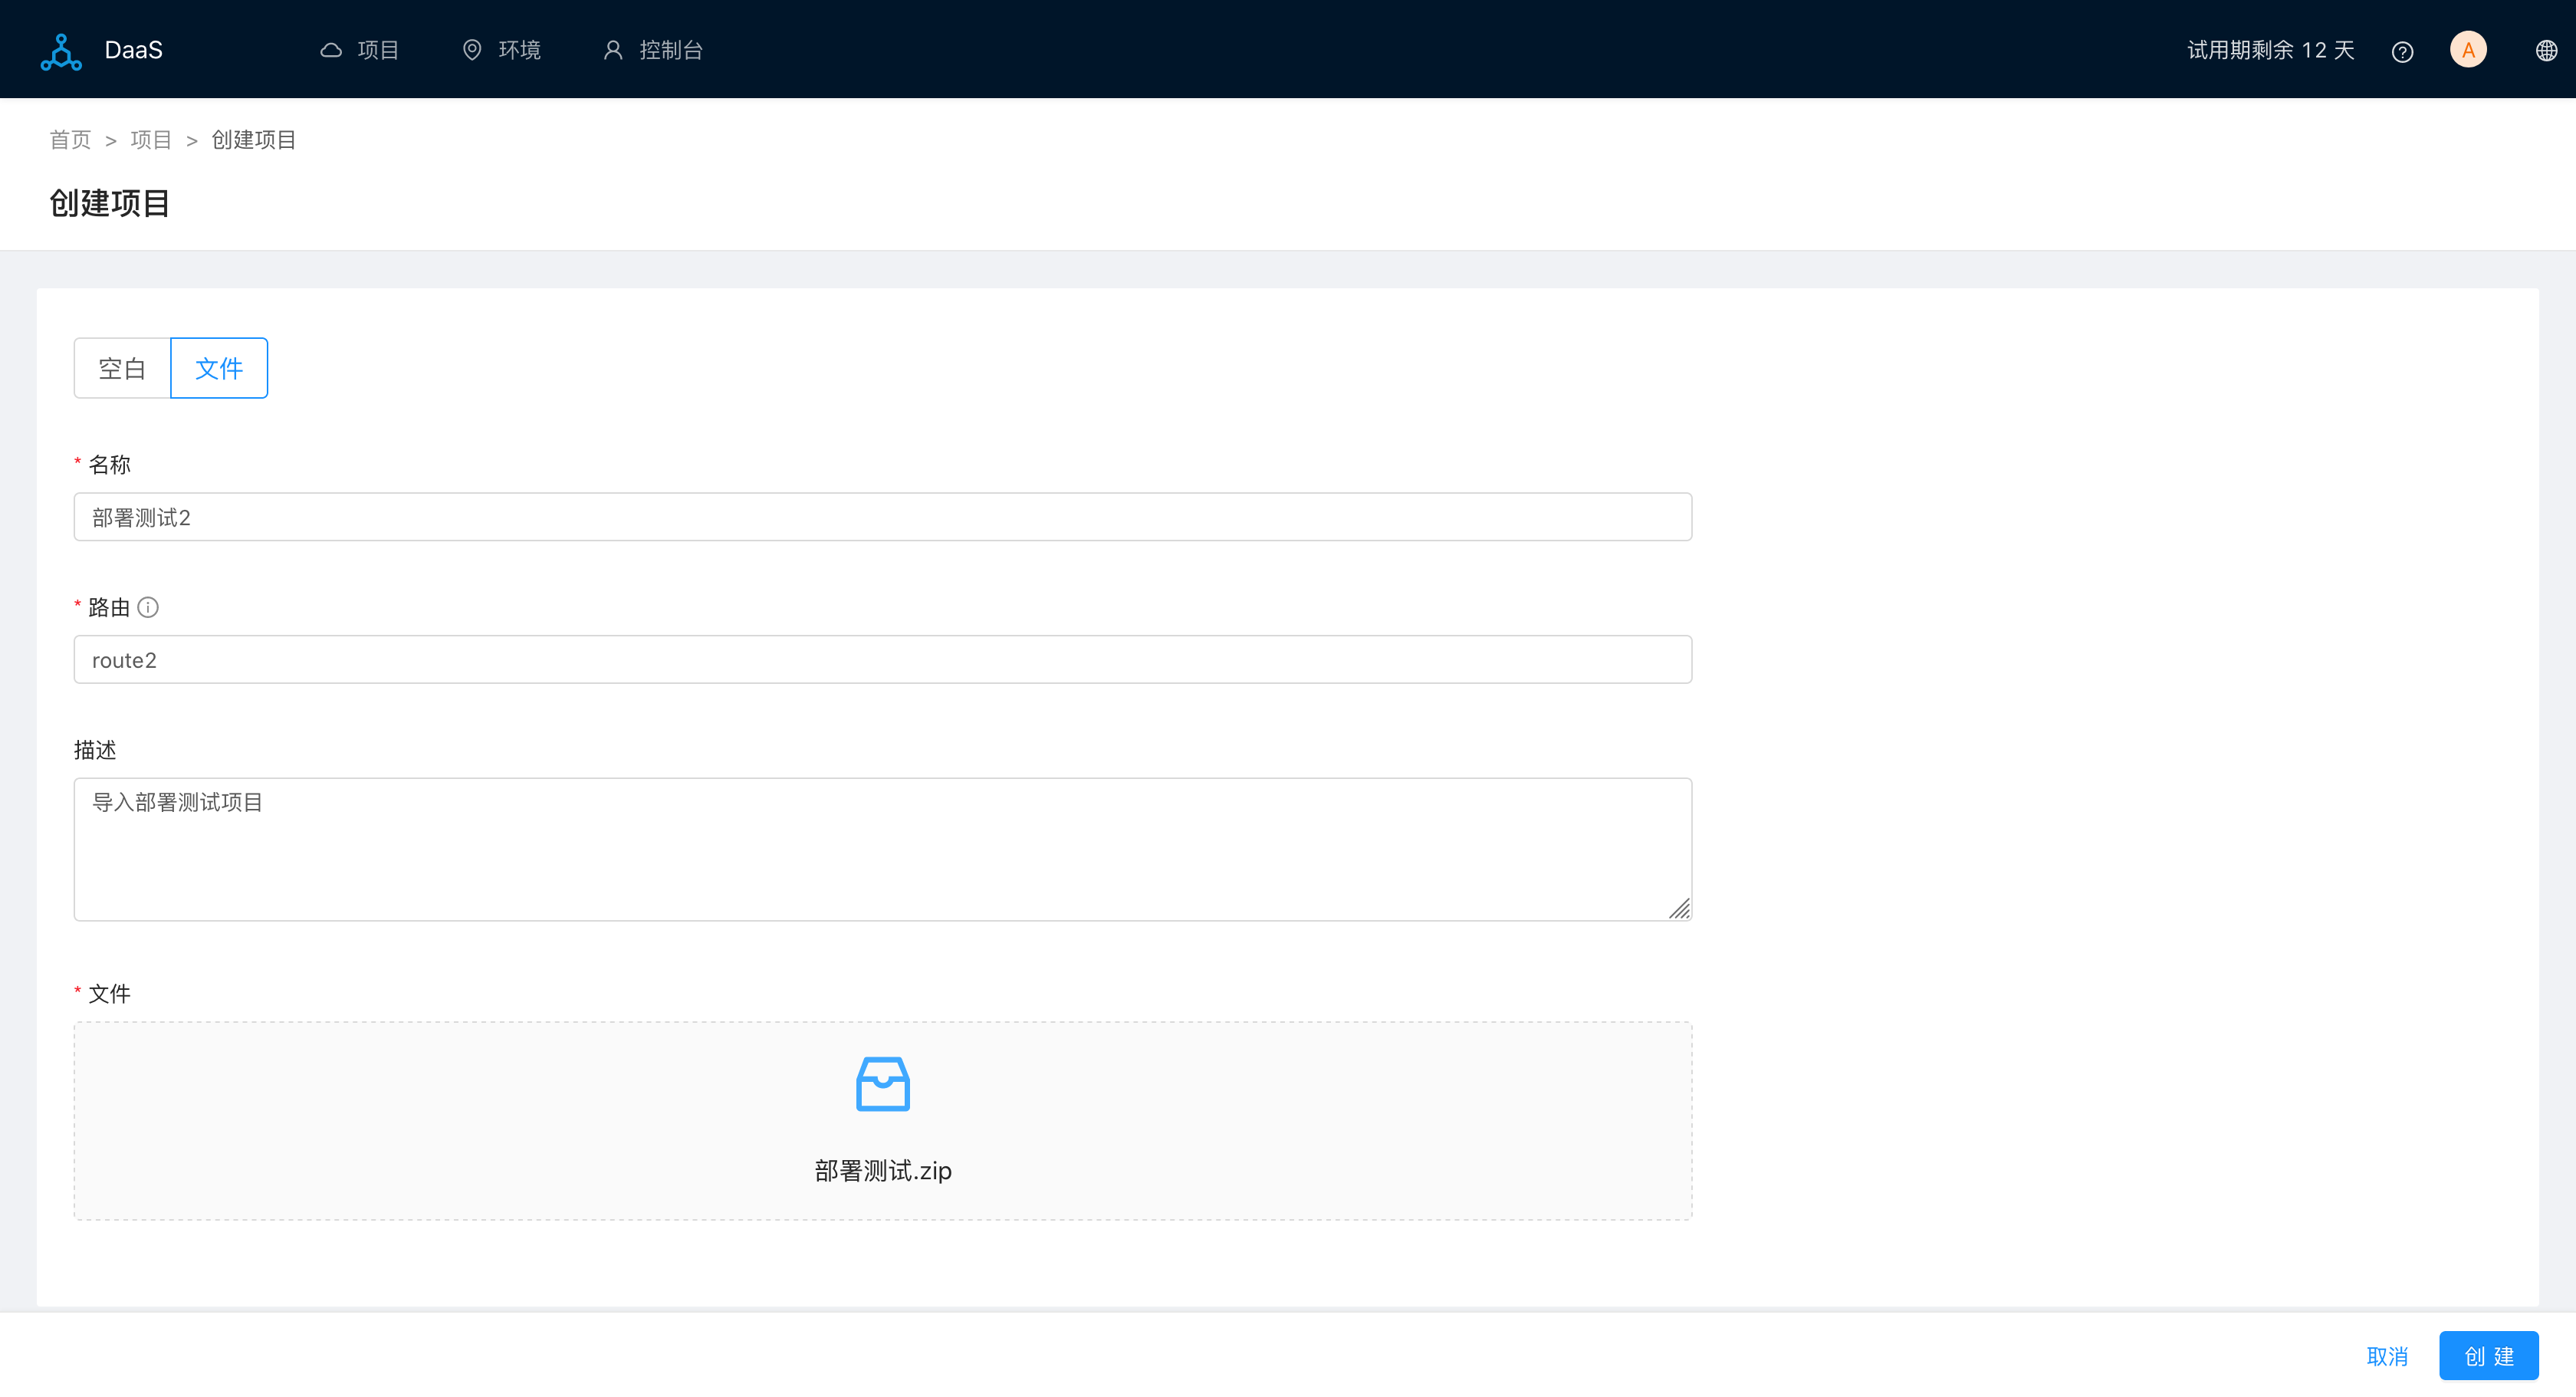 DaaS 项目 环境 控制台 试用期剩余 12 天 A
首页 > 项目 > 创建项目
创建项目
空白 文件
* 名称
部署测试2
* 路由
route2
描述
导入部署测试项目
* 文件
部署测试.zip
取消 创 建